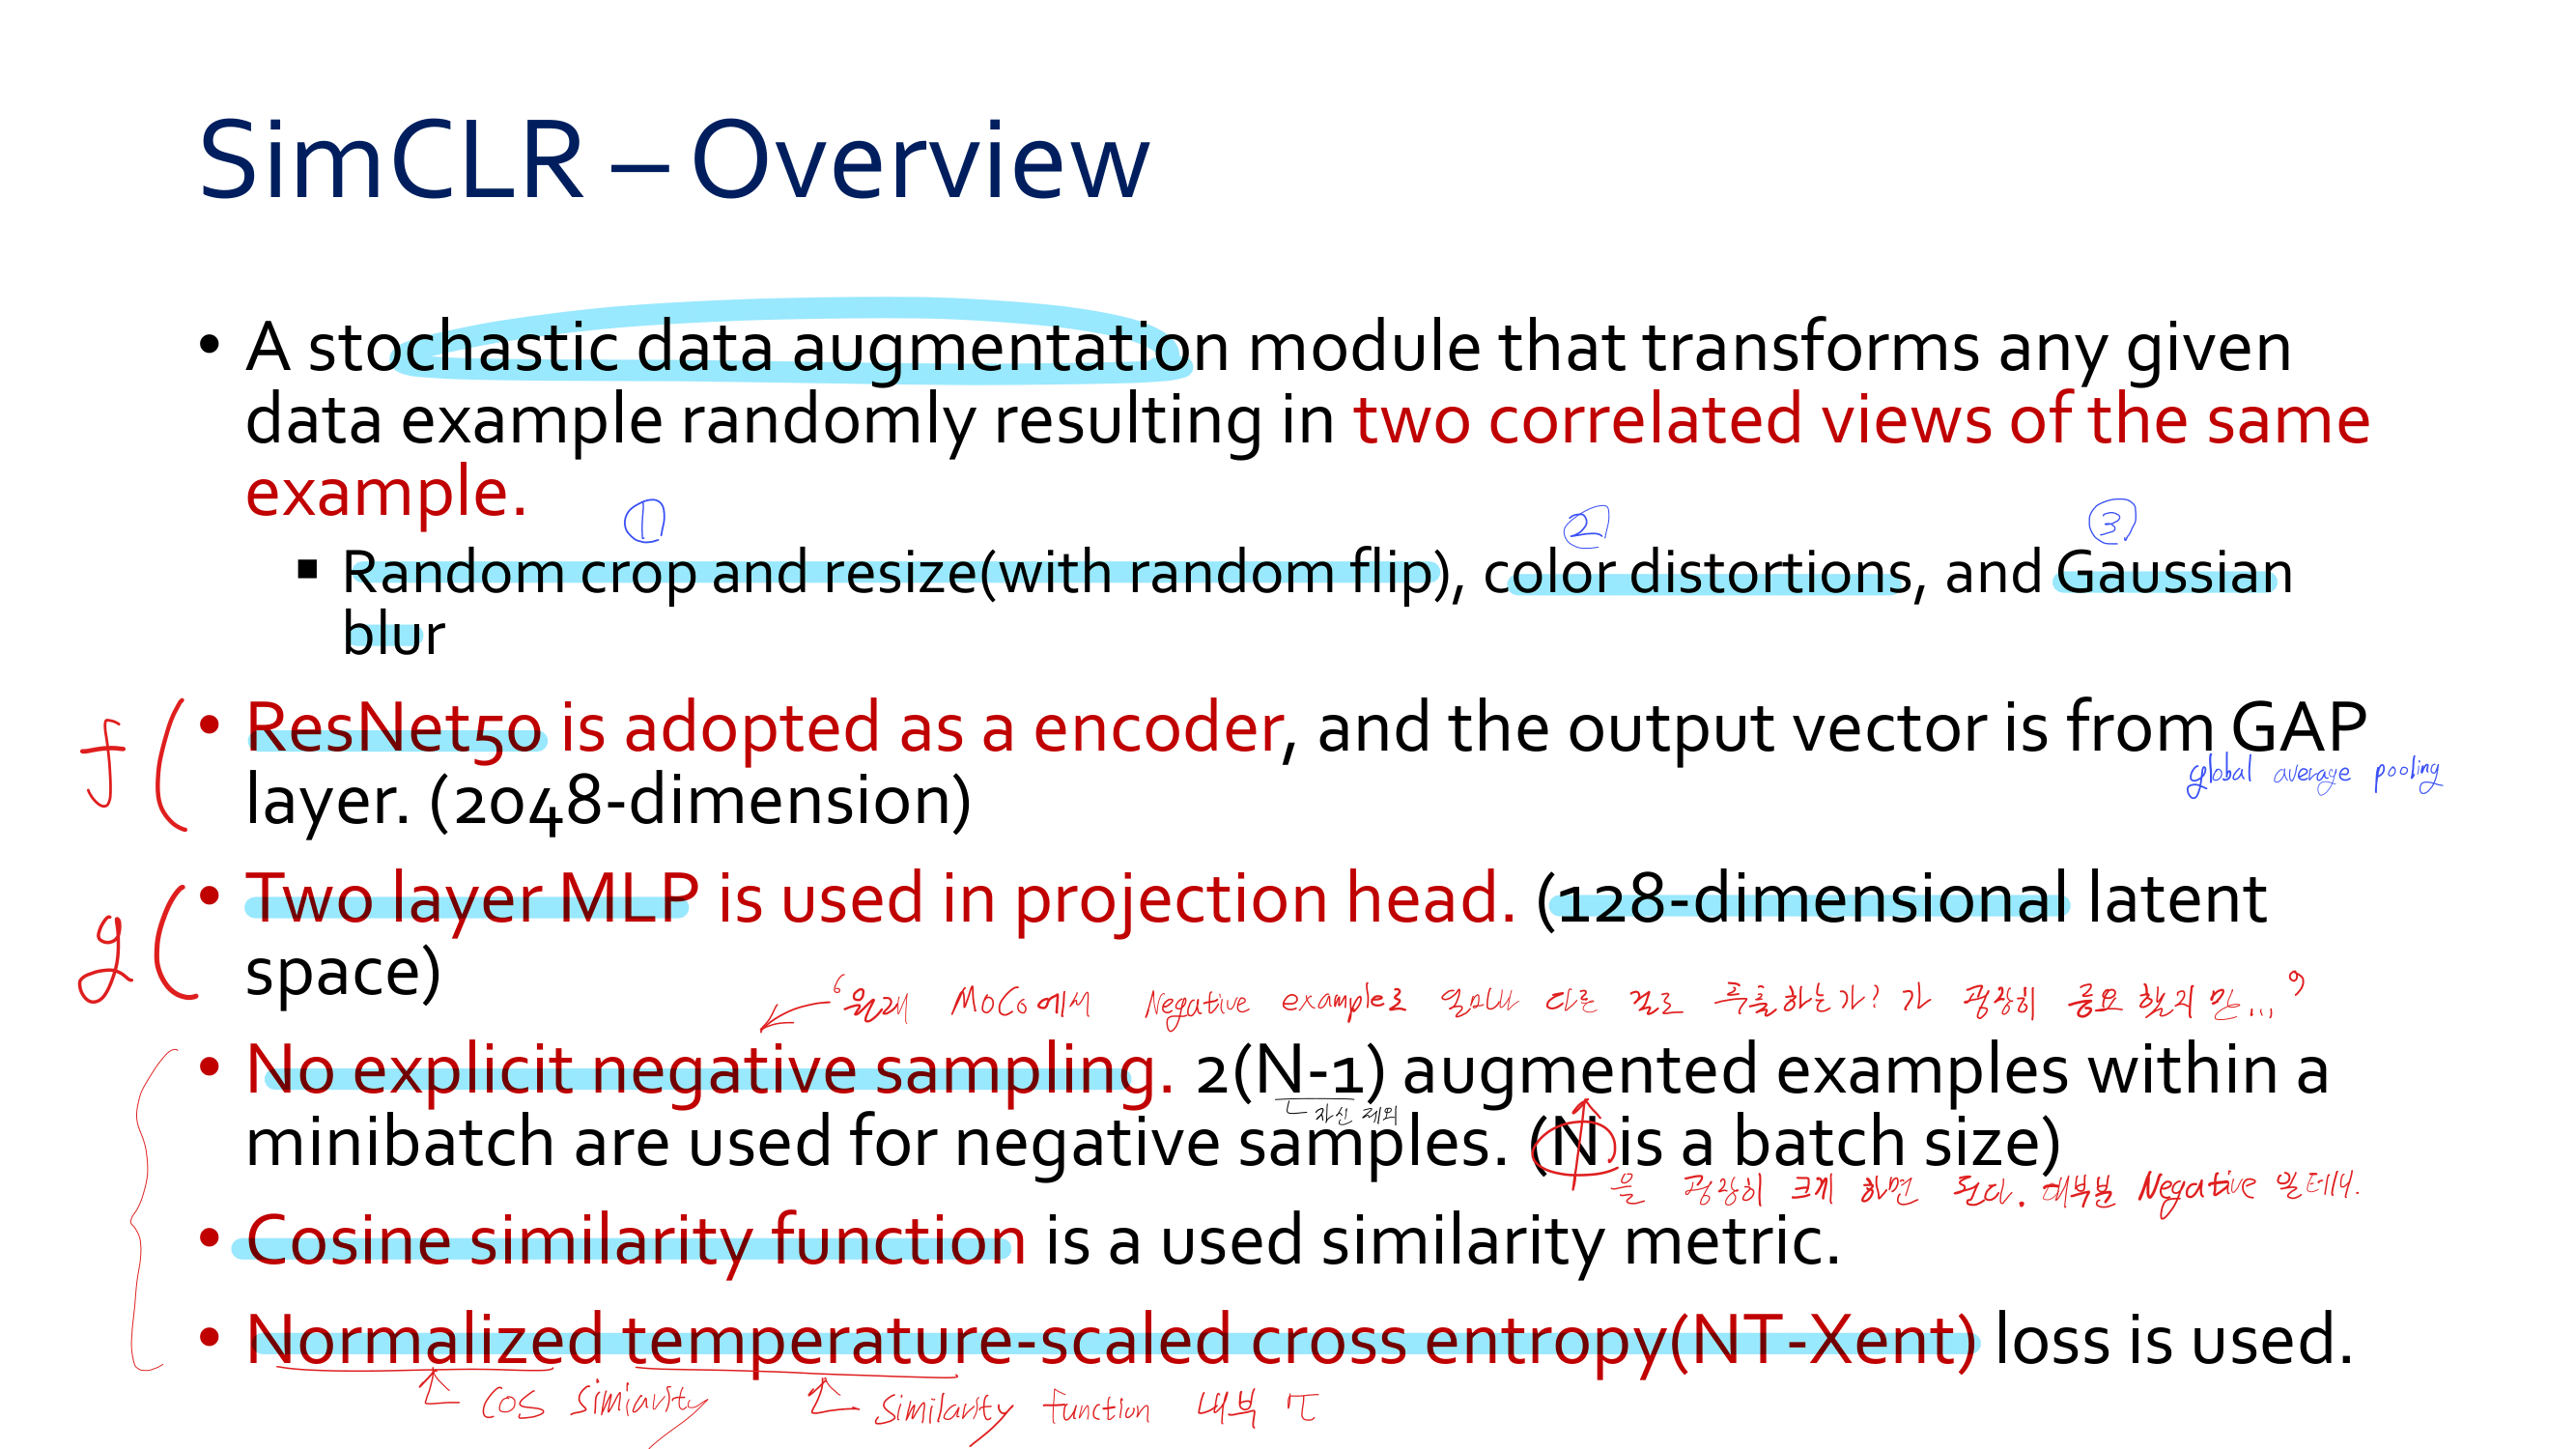 SimCLR – Overview
• A stochastic data augmentation module that transforms any given
data example randomly resulting in two correlated views of the same
example.
① ② ③
▪ Random crop and resize(with random flip), color distortions, and Gaussian
blur
f ( • ResNet50 is adopted as a encoder, and the output vector is from GAP
global average pooling
layer. (2048-dimension)
g ( • Two layer MLP is used in projection head. (128-dimensional latent
space)
‘원래 MoCo에서 Negative example로 얼마나 다른 걸로 추출하는가? 가 굉장히 중요 했지만...’
• No explicit negative sampling. 2(N-1) augmented examples within a
자신 제외
minibatch are used for negative samples. (N is a batch size)
을 굉장히 크게 하면 된다. 대부분 Negative 일테니.
• Cosine similarity function is a used similarity metric.
• Normalized temperature-scaled cross entropy(NT-Xent) loss is used.
cos simiarity similarity function 내부 τ